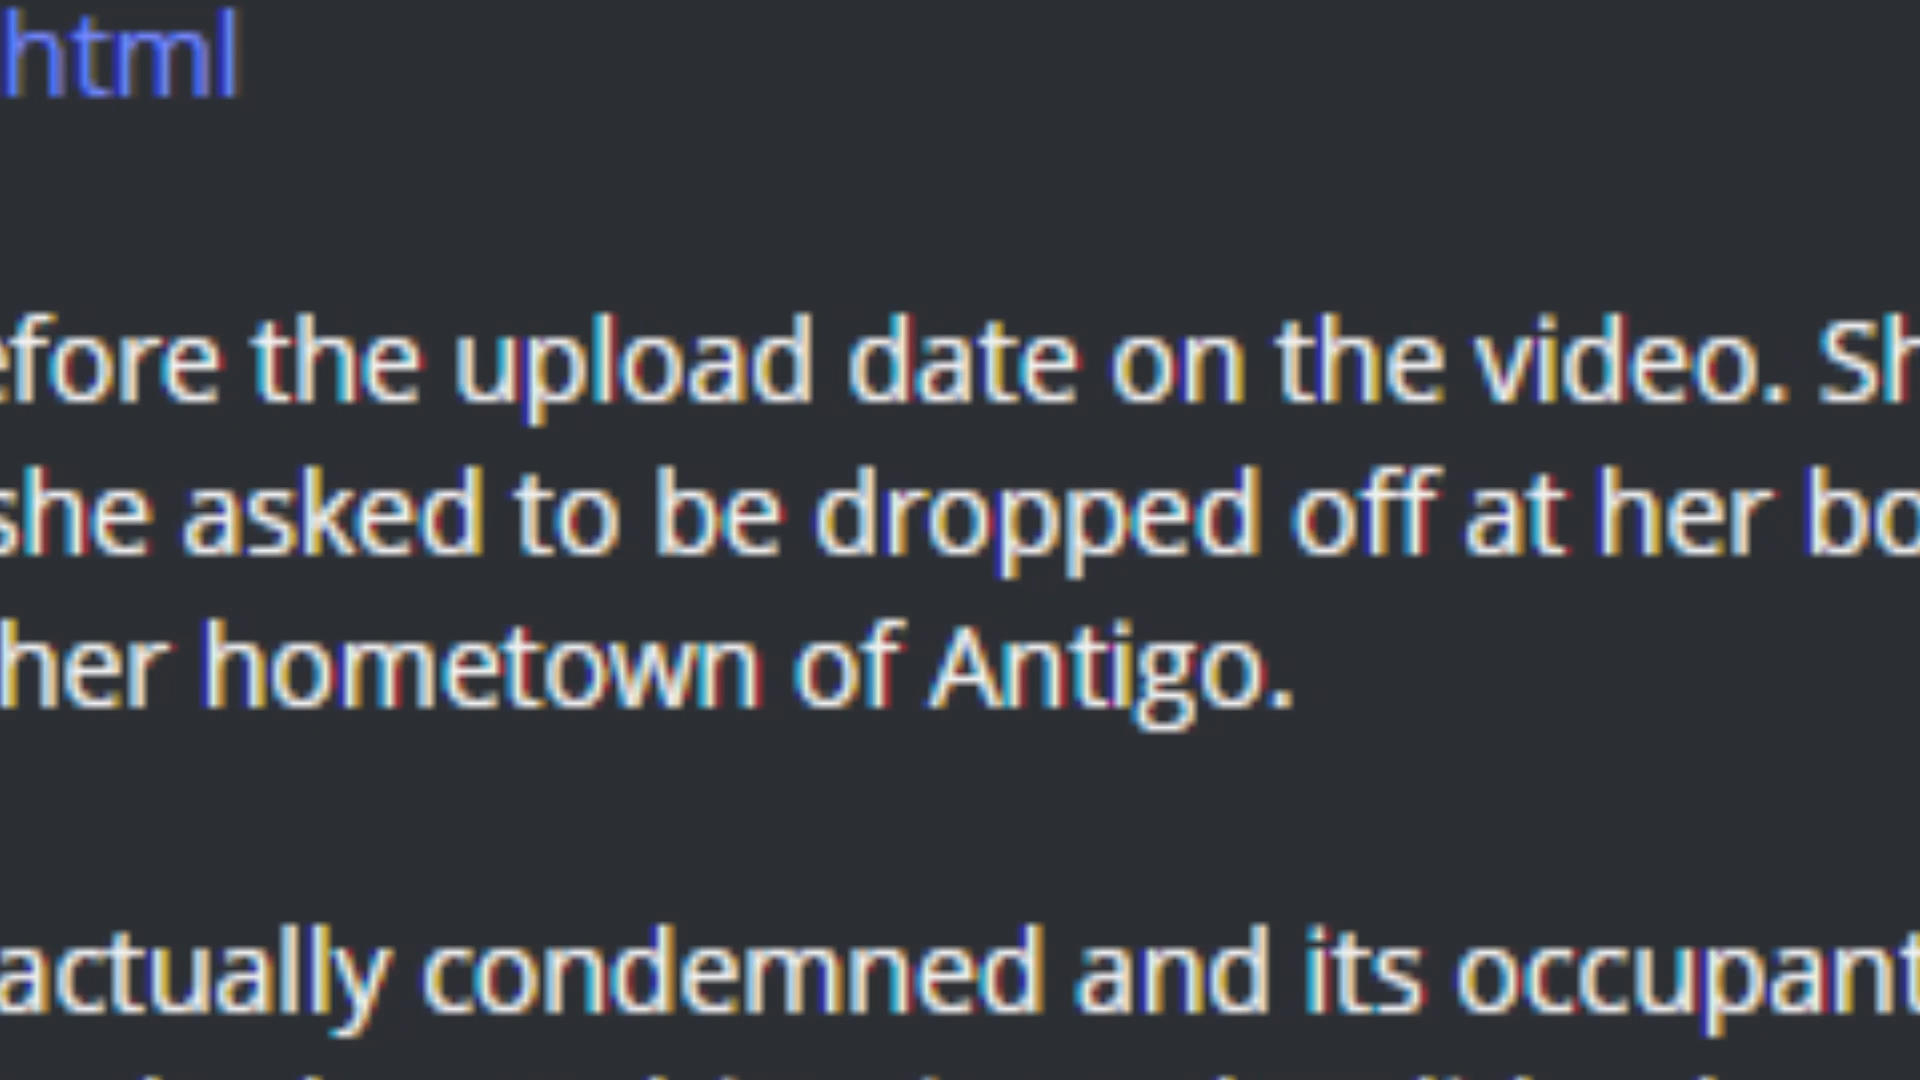 html
efore the upload date on the video. Sh
she asked to be dropped off at her bo
her hometown of Antigo.
actually condemned and its occupant